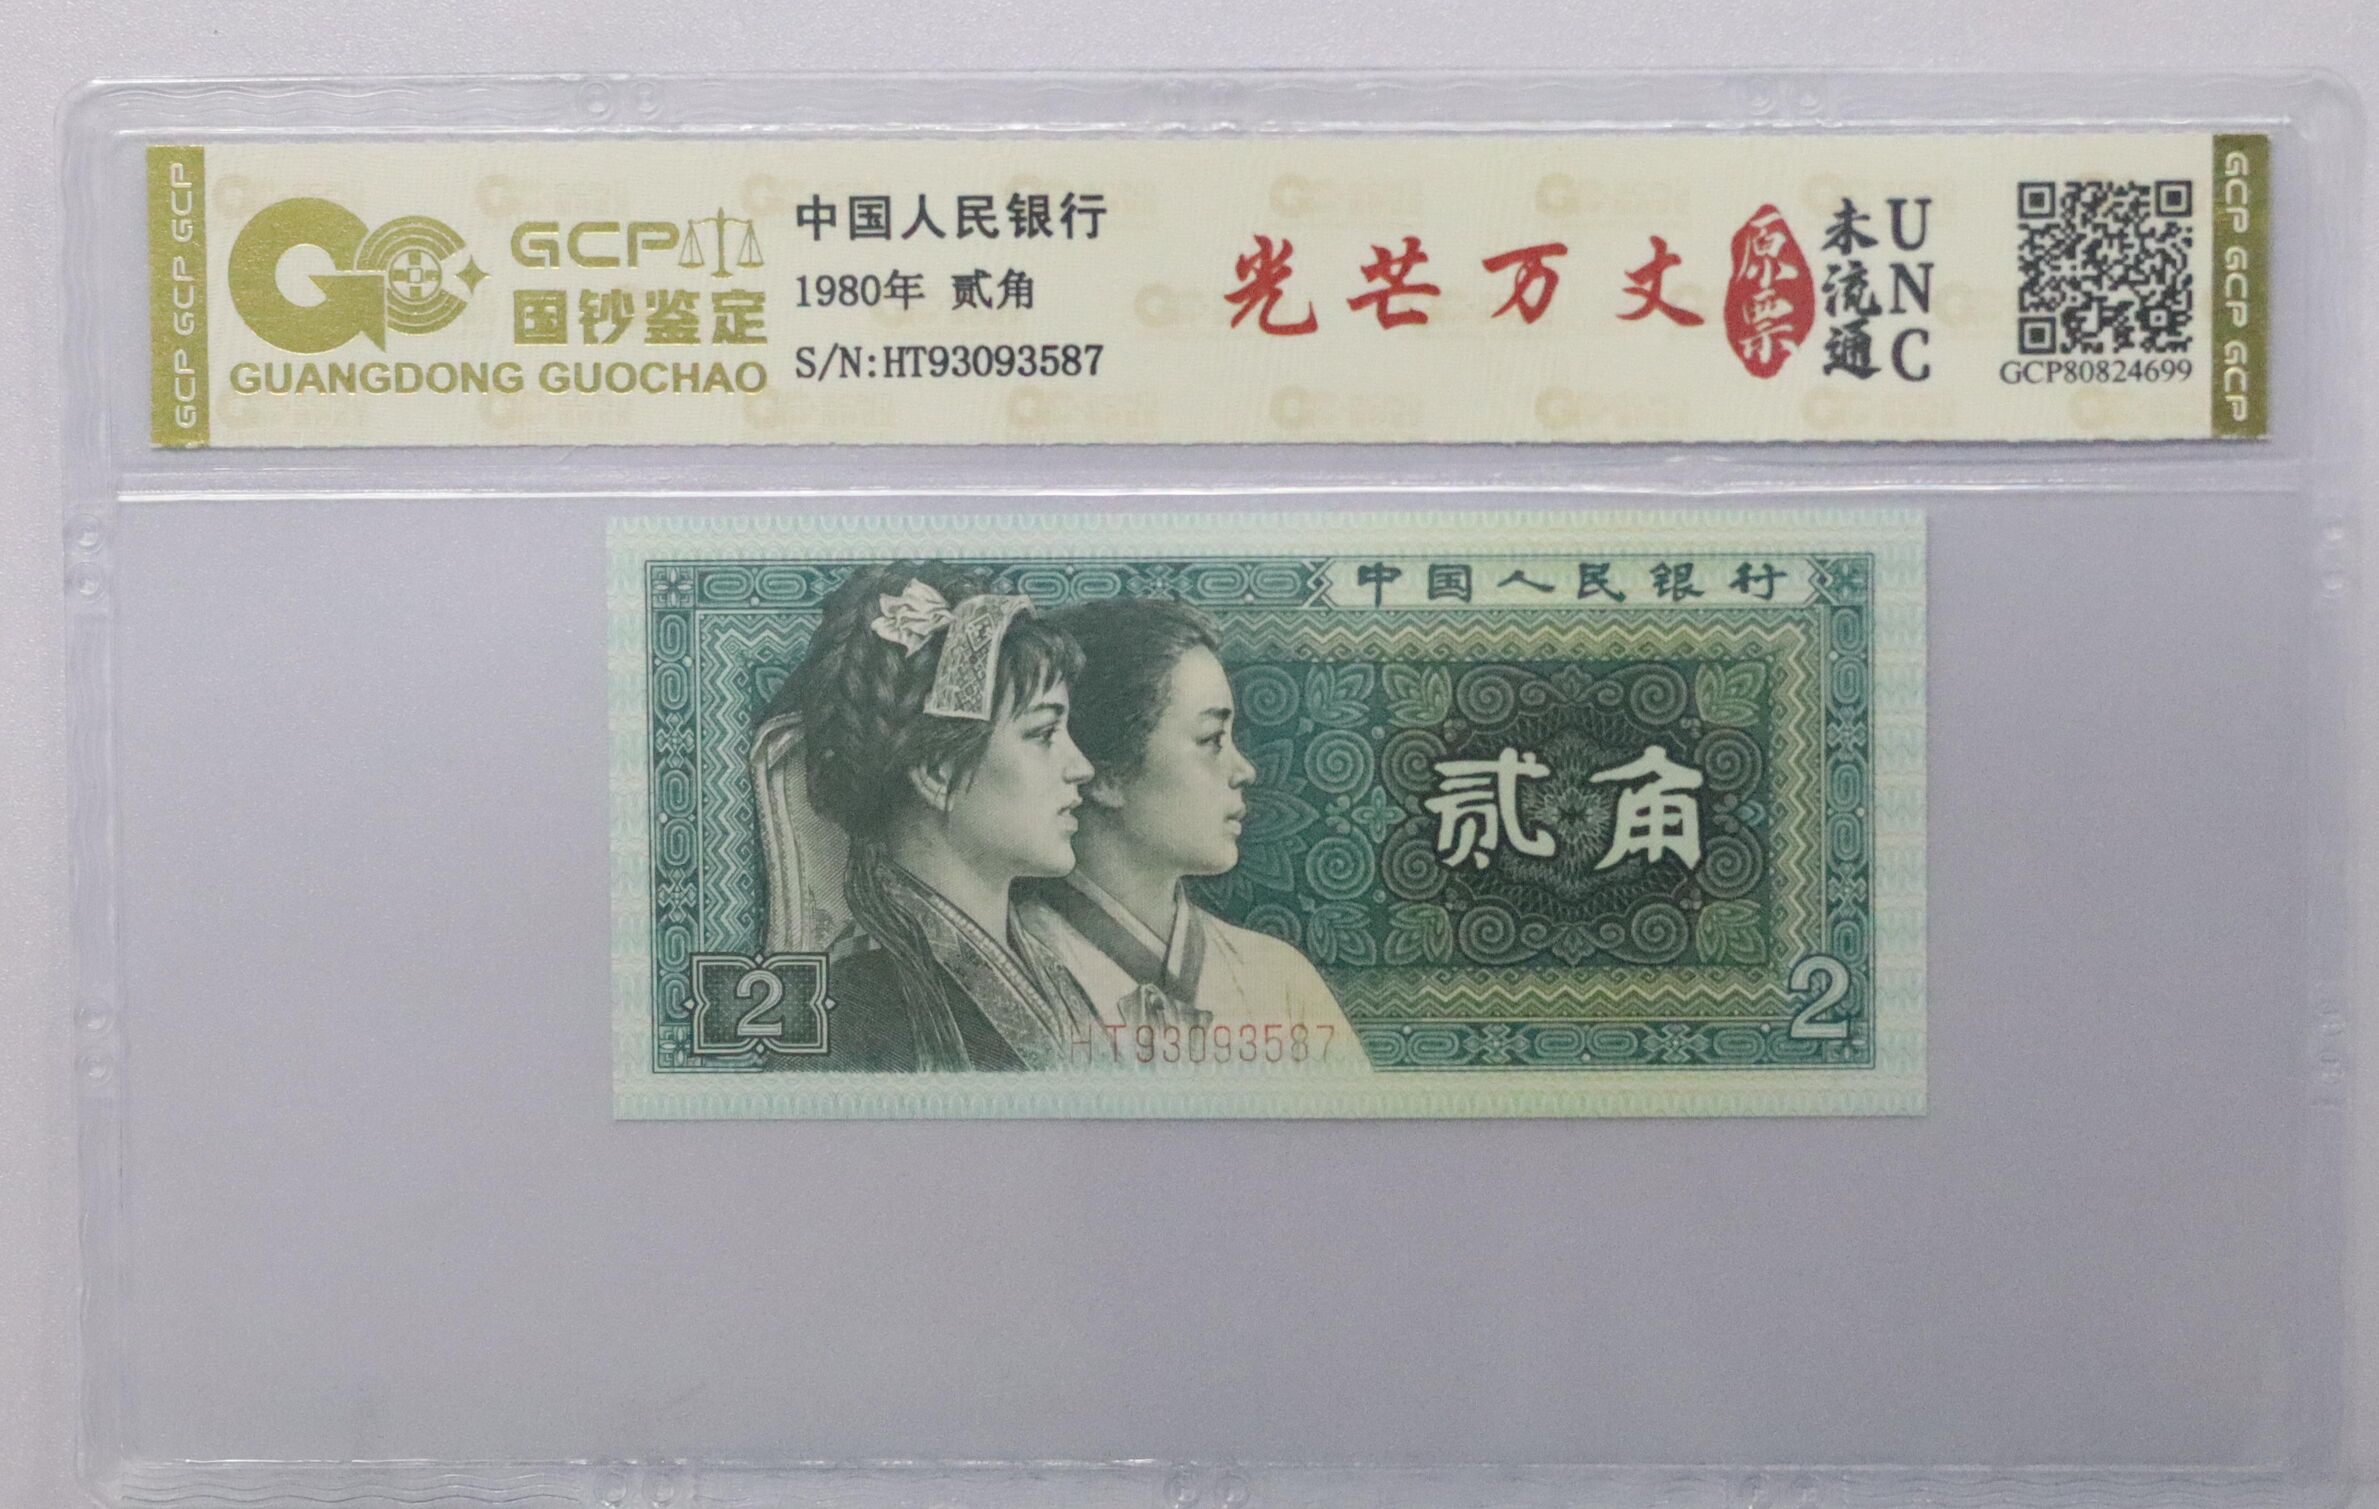 GCP GCP GCP
GCP
国钞鉴定
GUANGDONG GUOCHAO
中国人民银行
1980年 贰角
S/N:HT93093587
光芒万丈
原票
未流通
UNC
GCP80824699
GCP GCP GCP
中国人民银行
贰角
2
2
HT93093587